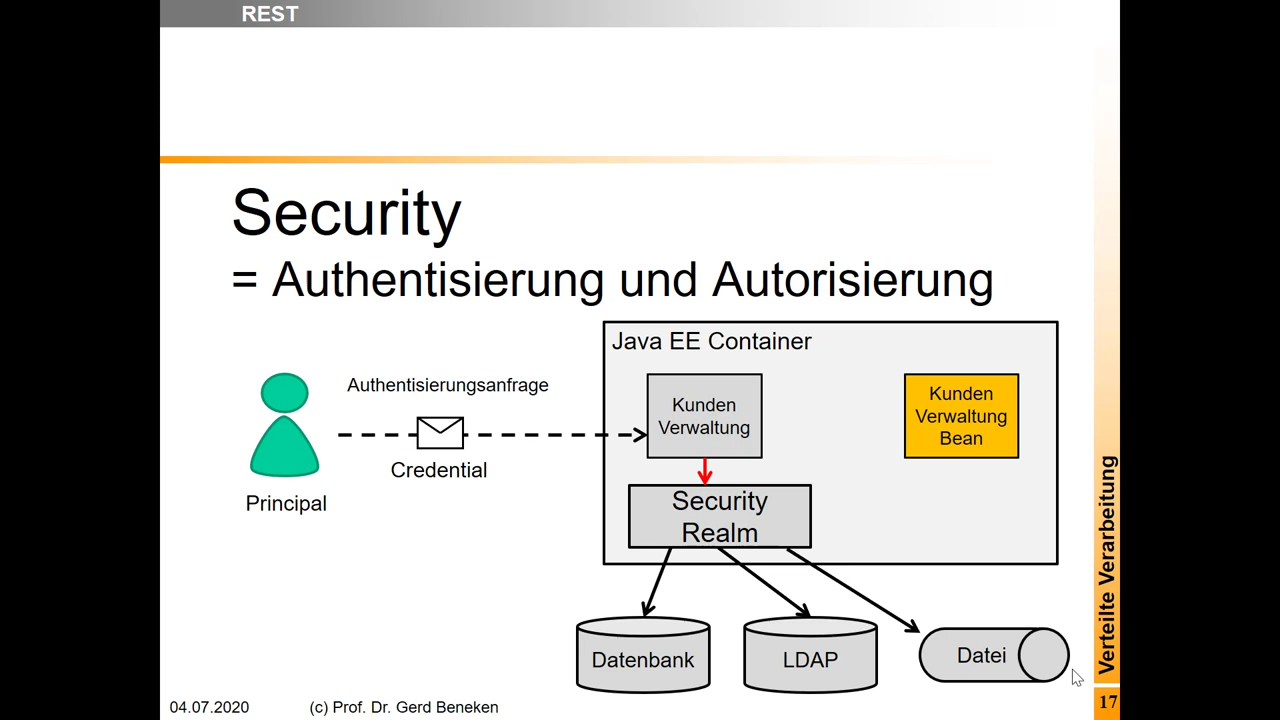 REST
Security
= Authentisierung und Autorisierung
Java EE Container
Authentisierungsanfrage
Credential
Principal
Kunden
Verwaltung
Kunden
Verwaltung
Bean
Security
Realm
Datenbank
LDAP
Datei
Verteilte Verarbeitung
04.07.2020
(c) Prof. Dr. Gerd Beneken
17